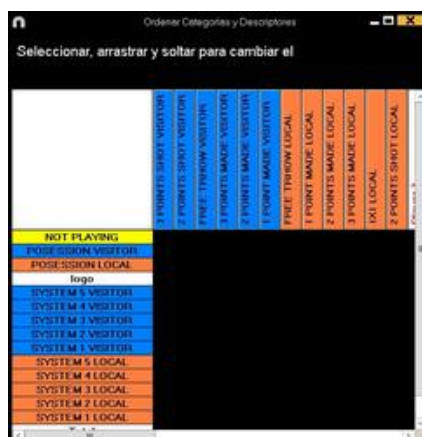 Ordenar Categorias y Descriptores
Seleccionar, arrastrar y soltar para cambiar el
3 POINTS SHOT VISITOR
2 POINTS SHOT VISITOR
FREE TRHOW VISITOR
3 POINTS MADE VISITOR
2 POINTS MADE VISITOR
1 POINT MADE VISITOR
FREE TRHOW LOCAL
1 POINT MADE LOCAL
2 POINTS MADE LOCAL
3 POINTS MADE LOCAL
1X1 LOCAL
2 POINTS SHOT LOCAL
NOT PLAYING
POSESSION VISITOR
POSESSION LOCAL
logo
SYSTEM 5 VISITOR
SYSTEM 4 VISITOR
SYSTEM 3 VISITOR
SYSTEM 2 VISITOR
SYSTEM 1 VISITOR
SYSTEM 5 LOCAL
SYSTEM 4 LOCAL
SYSTEM 3 LOCAL
SYSTEM 2 LOCAL
SYSTEM 1 LOCAL